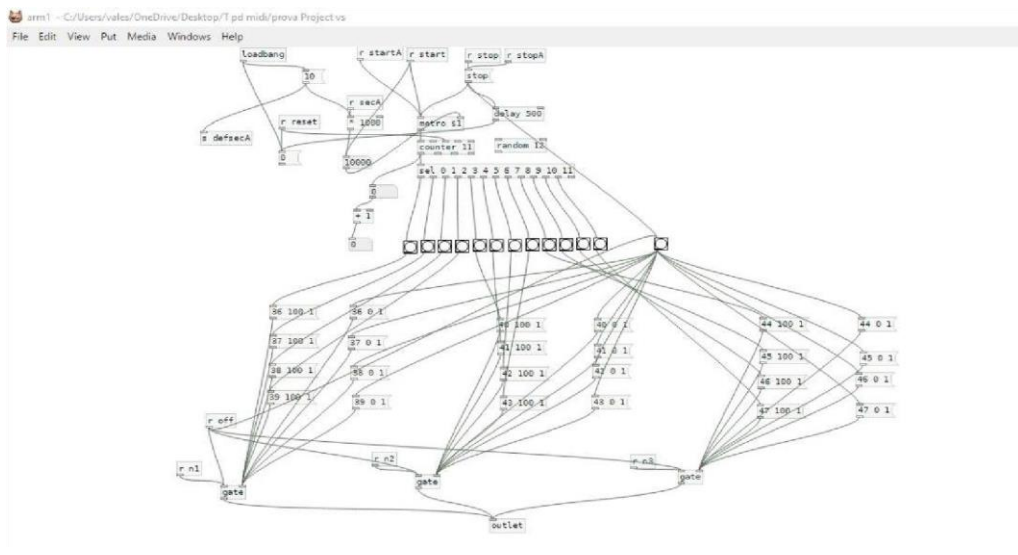 arm1 - C:/Users/vales/OneDrive/Desktop/T pd midi/prova Project vs
File Edit View Put Media Windows Help
loadbang
r startA
r start
r stop
r stopA
10
stop
r secA
s defsecA
r reset
* 1000
metro $1
delay 500
0
10000
counter 11
random 12
sel 0 1 2 3 4 5 6 7 8 9 10 11
0
+ 1
0
36 100 1
36 0 1
40 100 1
40 0 1
44 100 1
44 0 1
37 100 1
37 0 1
41 100 1
41 0 1
45 100 1
45 0 1
38 100 1
38 0 1
42 100 1
42 0 1
46 100 1
46 0 1
39 100 1
39 0 1
43 100 1
43 0 1
47 100 1
47 0 1
r off
r n1
r n2
r n3
gate
gate
gate
outlet